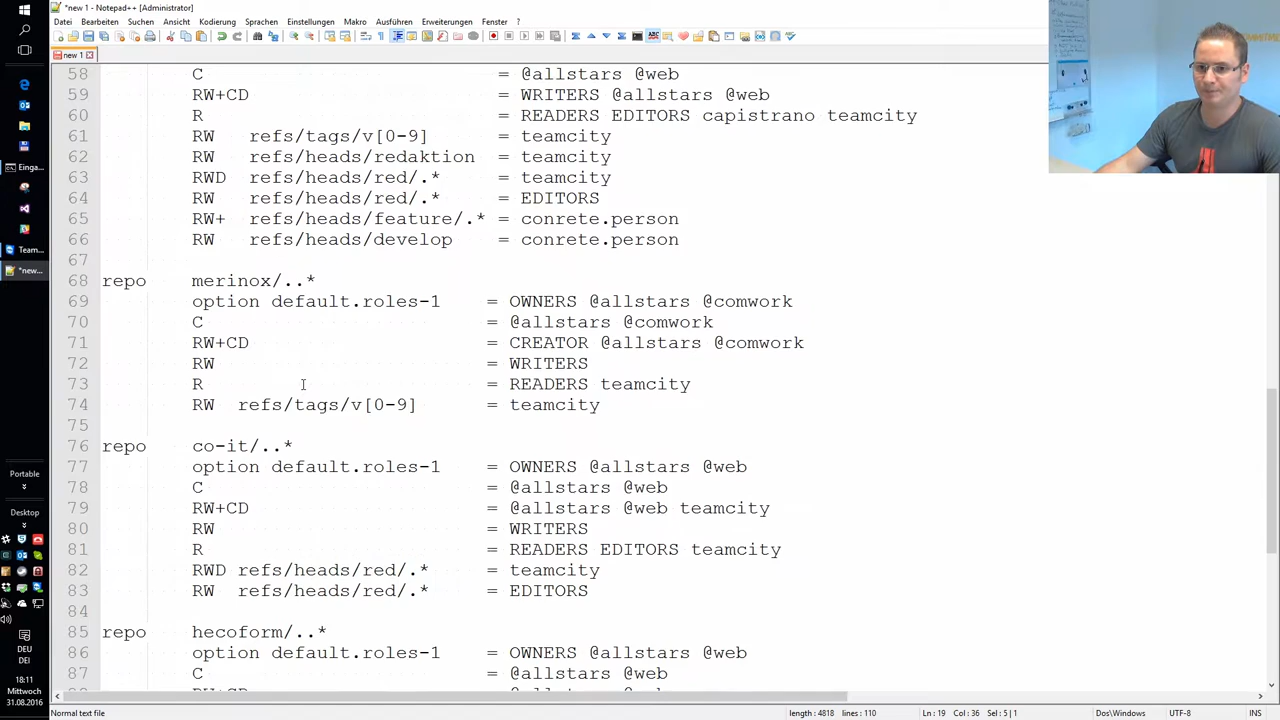 *new 1 - Notepad++ [Administrator]
Datei Bearbeiten Suchen Ansicht Kodierung Sprachen Einstellungen Makro Ausführen Erweiterungen Fenster ?
new 1
58 C = @allstars @web
59 RW+CD = WRITERS @allstars @web
60 R = READERS EDITORS capistrano teamcity
61 RW refs/tags/v[0-9] = teamcity
62 RW refs/heads/redaktion = teamcity
63 RWD refs/heads/red/.* = teamcity
64 RW refs/heads/red/.* = EDITORS
65 RW+ refs/heads/feature/.* = conrete.person
66 RW refs/heads/develop = conrete.person
67
68 repo merinox/..*
69 option default.roles-1 = OWNERS @allstars @comwork
70 C = @allstars @comwork
71 RW+CD = CREATOR @allstars @comwork
72 RW = WRITERS
73 R = READERS teamcity
74 RW refs/tags/v[0-9] = teamcity
75
76 repo co-it/..*
77 option default.roles-1 = OWNERS @allstars @web
78 C = @allstars @web
79 RW+CD = @allstars @web teamcity
80 RW = WRITERS
81 R = READERS EDITORS teamcity
82 RWD refs/heads/red/.* = teamcity
83 RW refs/heads/red/.* = EDITORS
84
85 repo hecoform/..*
86 option default.roles-1 = OWNERS @allstars @web
87 C = @allstars @web
Einga...
Team...
*new...
Portable
Desktop
DEU
DEI
18:11
Mittwoch
31.08.2016
Normal text file length : 4818 lines : 110 Ln : 19 Col : 36 Sel : 5 | 1 Dos\Windows UTF-8 INS